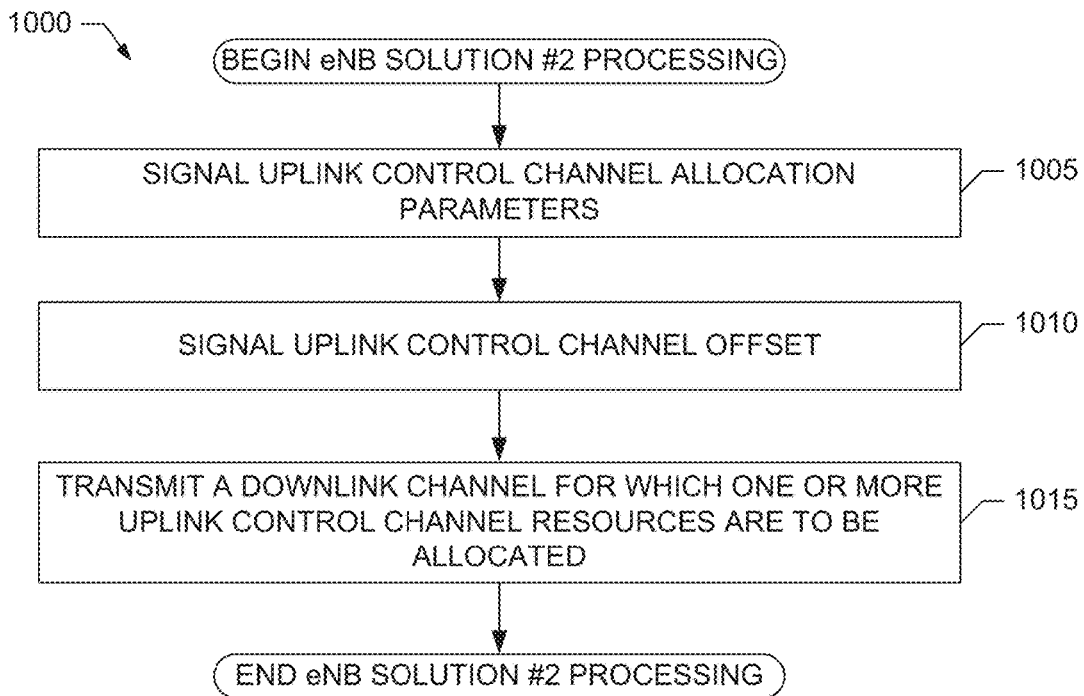 1000
BEGIN eNB SOLUTION #2 PROCESSING
SIGNAL UPLINK CONTROL CHANNEL ALLOCATION
PARAMETERS
1005
SIGNAL UPLINK CONTROL CHANNEL OFFSET
1010
TRANSMIT A DOWNLINK CHANNEL FOR WHICH ONE OR MORE
UPLINK CONTROL CHANNEL RESOURCES ARE TO BE
ALLOCATED
1015
END eNB SOLUTION #2 PROCESSING